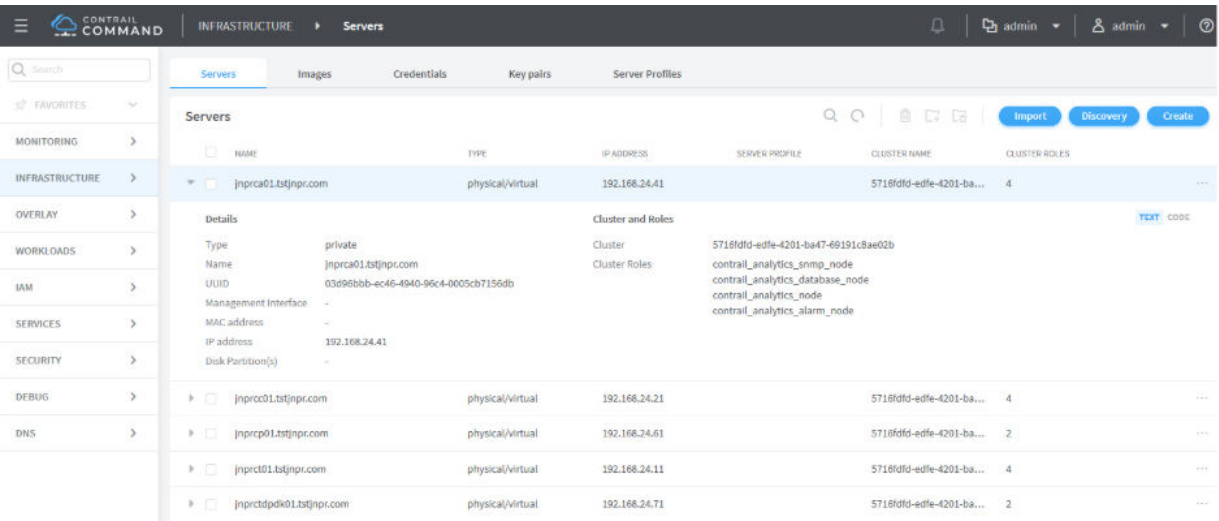 CONTRAIL COMMAND INFRASTRUCTURE Servers admin admin
Search
Servers Images Credentials Key pairs Server Profiles
FAVORITES
Servers Import Discovery Create
MONITORING
NAME TYPE IP ADDRESS SERVER PROFILE CLUSTER NAME CLUSTER ROLES
INFRASTRUCTURE
jnprca01.tstjnpr.com physical/virtual 192.168.24.41 5716fdfd-edfe-4201-ba... 4 ...
OVERLAY
Details Cluster and Roles TEXT CODE
WORKLOADS
Type private Cluster 5716fdfd-edfe-4201-ba47-69191c8ae02b
Name jnprca01.tstjnpr.com Cluster Roles contrail_analytics_snmp_node
contrail_analytics_database_node
IAM
UUID 03d96bbb-ec46-4940-96c4-0005cb7156db
contrail_analytics_node
Management Interface -
contrail_analytics_alarm_node
SERVICES
MAC address -
IP address 192.168.24.41
SECURITY
Disk Partition(s) -
DEBUG
jnprcc01.tstjnpr.com physical/virtual 192.168.24.21 5716fdfd-edfe-4201-ba... 4 ...
DNS
jnprcp01.tstjnpr.com physical/virtual 192.168.24.61 5716fdfd-edfe-4201-ba... 2 ...
jnprct01.tstjnpr.com physical/virtual 192.168.24.11 5716fdfd-edfe-4201-ba... 4 ...
jnprctdpdk01.tstjnpr.com physical/virtual 192.168.24.71 5716fdfd-edfe-4201-ba... 2 ...